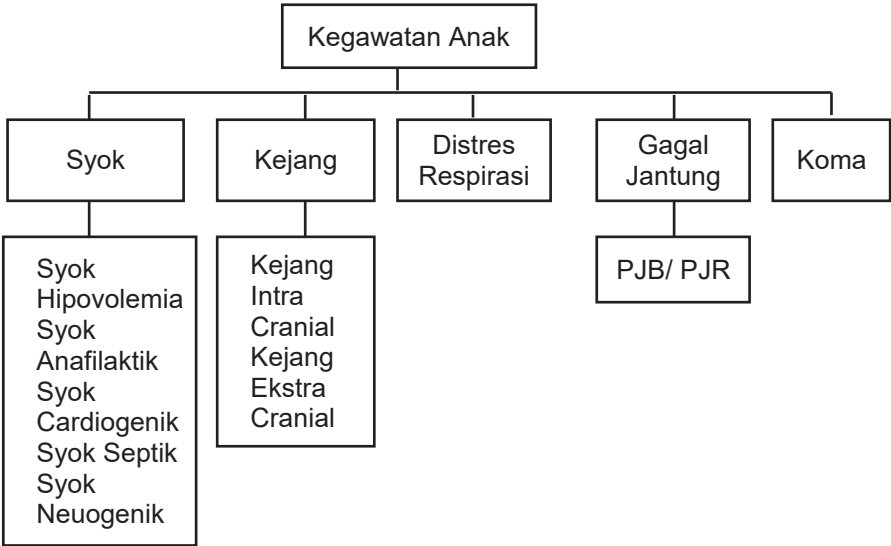 Kegawatan Anak
Syok
Kejang
Distres
Respirasi
Gagal
Jantung
Koma
Syok
Hipovolemia
Syok
Anafilaktik
Syok
Cardiogenik
Syok Septik
Syok
Neuogenik
Kejang
Intra
Cranial
Kejang
Ekstra
Cranial
PJB/ PJR